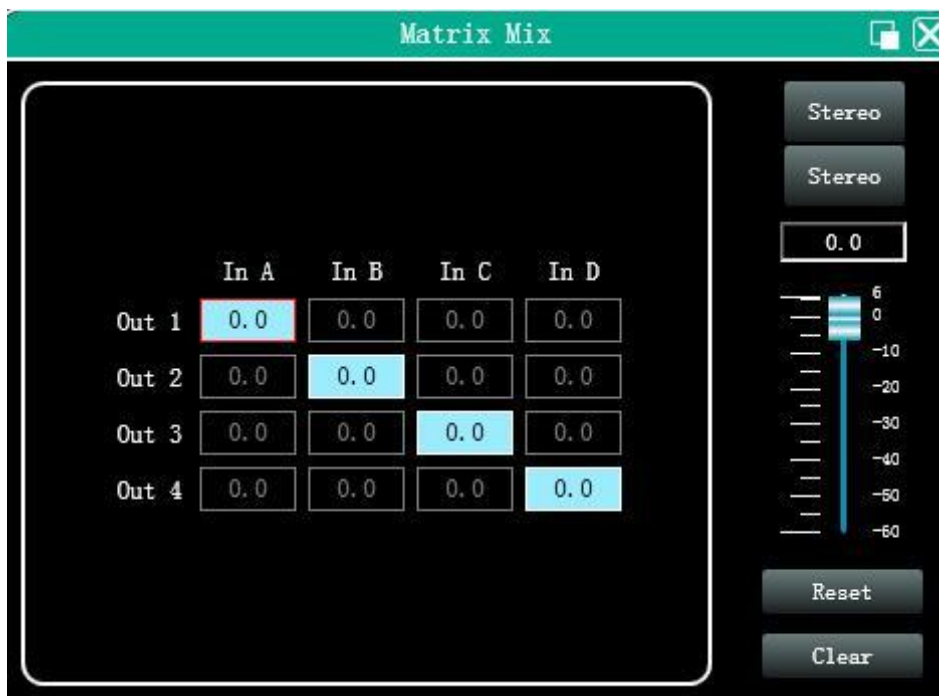 Matrix Mix
Stereo
Stereo
0.0
In A In B In C In D
Out 1 0.0 0.0 0.0 0.0
Out 2 0.0 0.0 0.0 0.0
Out 3 0.0 0.0 0.0 0.0
Out 4 0.0 0.0 0.0 0.0
6
0
-10
-20
-30
-40
-50
-60
Reset
Clear